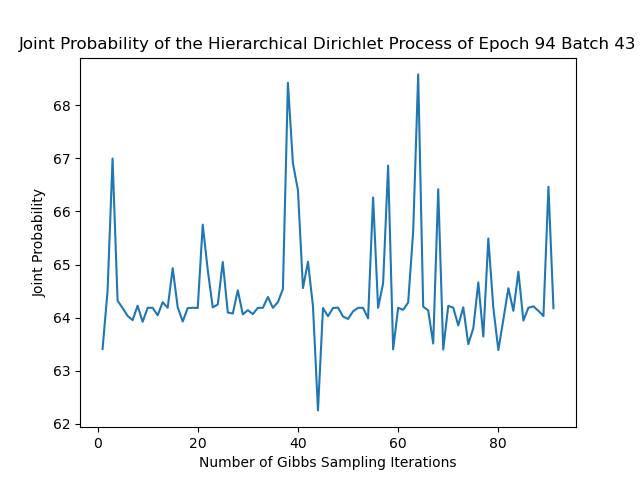 Joint Probability of the Hierarchical Dirichlet Process of Epoch 94 Batch 43
68
67
66
65
64
63
62
Joint Probability
0 20 40 60 80
Number of Gibbs Sampling Iterations